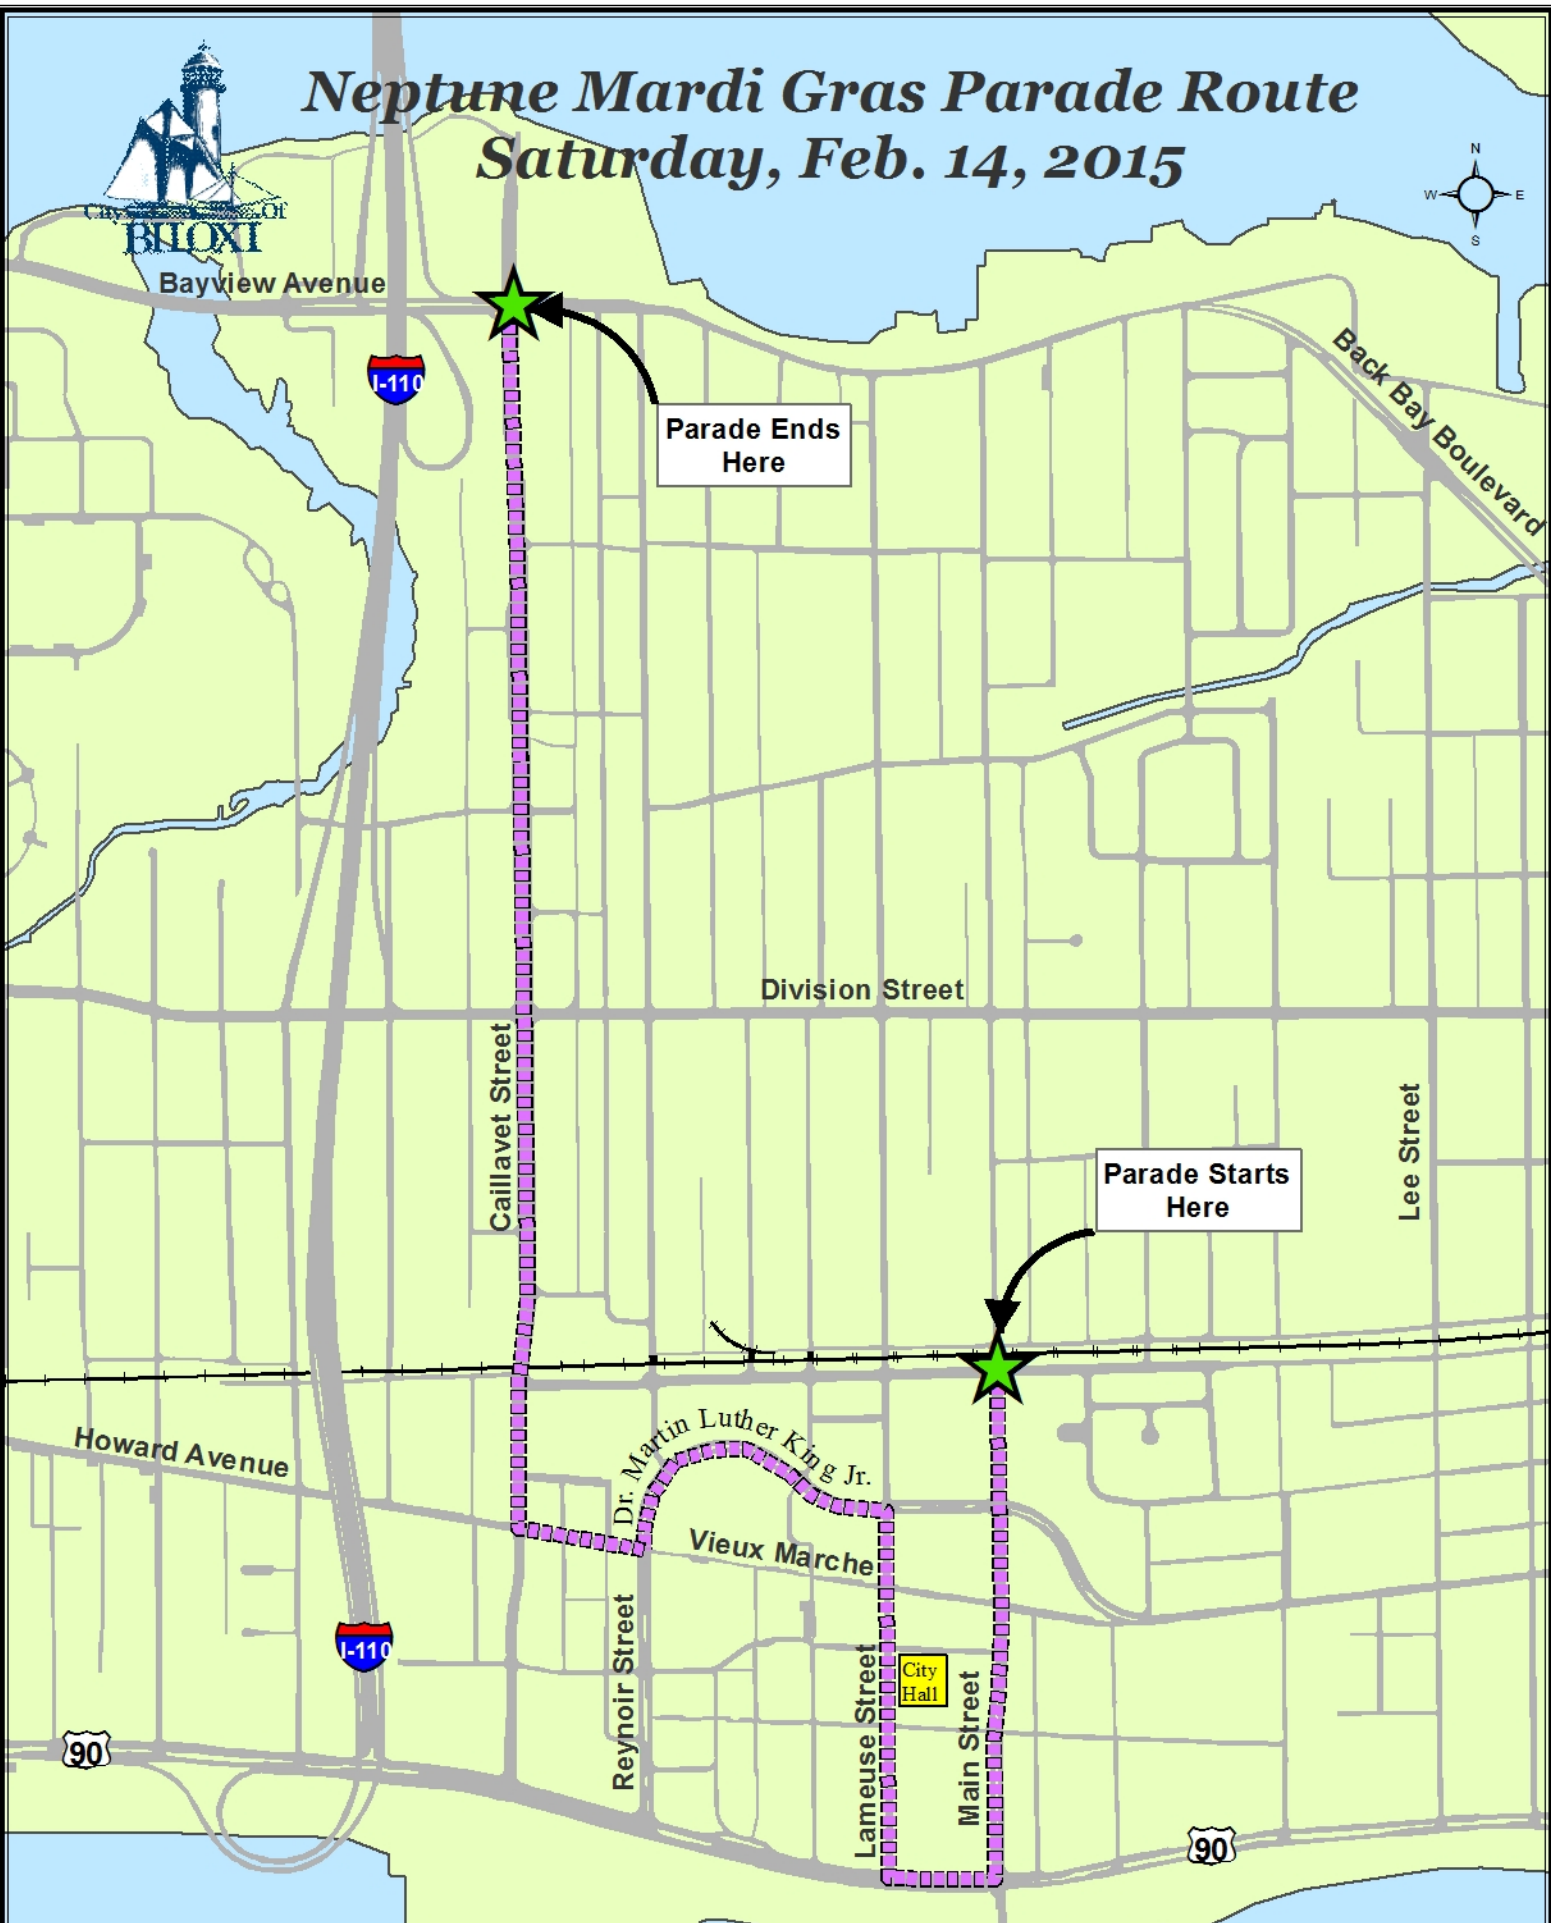 Neptune Mardi Gras Parade Route
Saturday, Feb. 14, 2015
City Of
BILOXI
N
W E
S
Bayview Avenue
I-110
Parade Ends
Here
Back Bay Boulevard
Division Street
Caillavet Street
Lee Street
Parade Starts
Here
Howard Avenue
Dr. Martin Luther King Jr.
Vieux Marche
Reynoir Street
Lameuse Street
City
Hall
Main Street
I-110
90
90